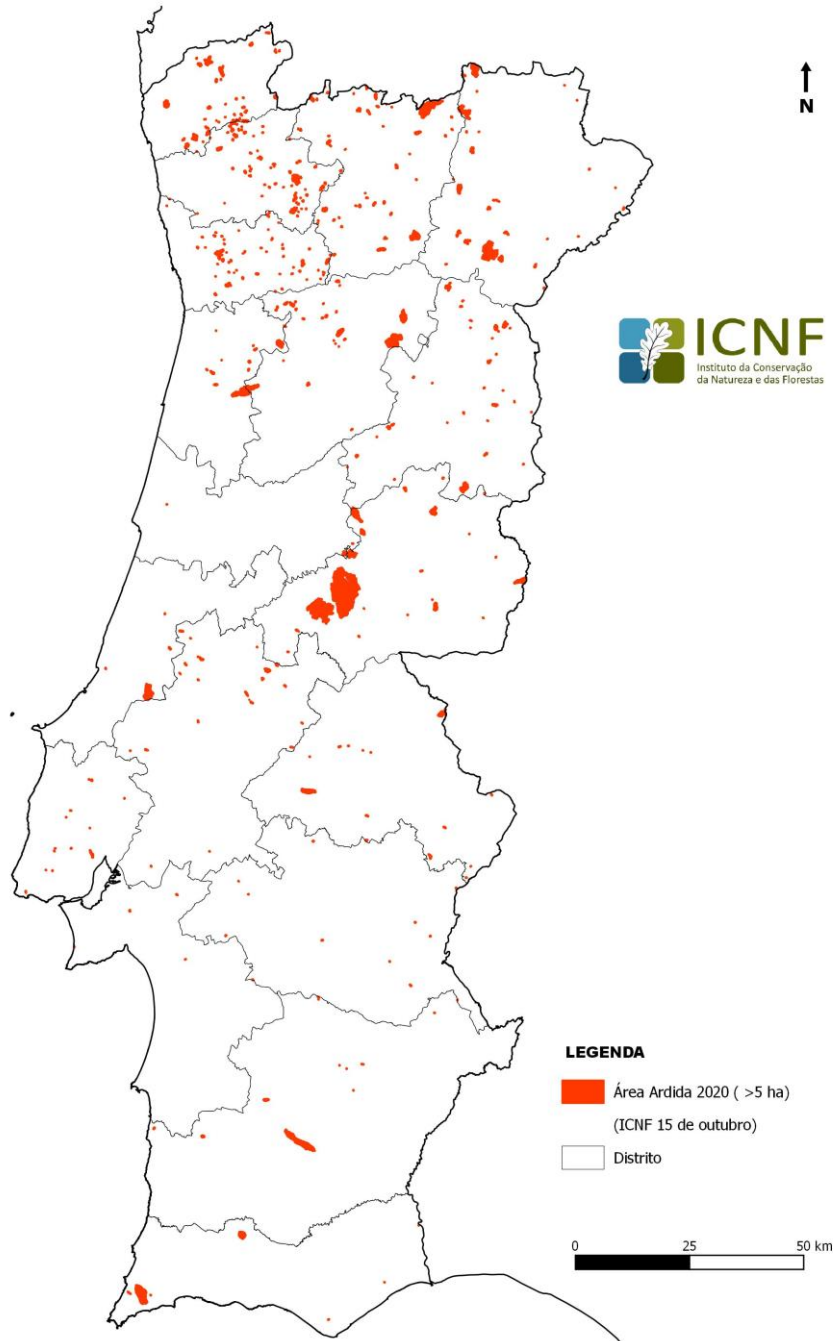 N
ICNF
Instituto da Conservação
da Natureza e das Florestas
LEGENDA
Área Ardida 2020 ( >5 ha)
(ICNF 15 de outubro)
Distrito
0 25 50 km